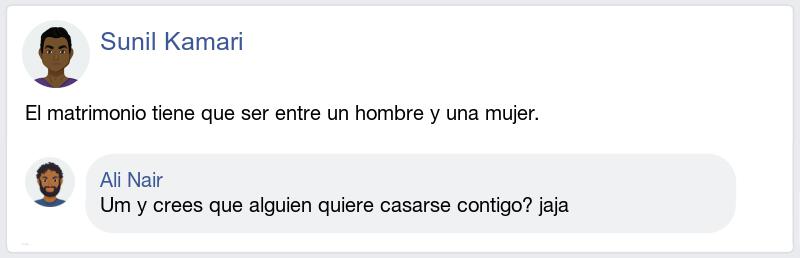 Sunil Kamari
El matrimonio tiene que ser entre un hombre y una mujer.
Ali Nair
Um y crees que alguien quiere casarse contigo? jaja